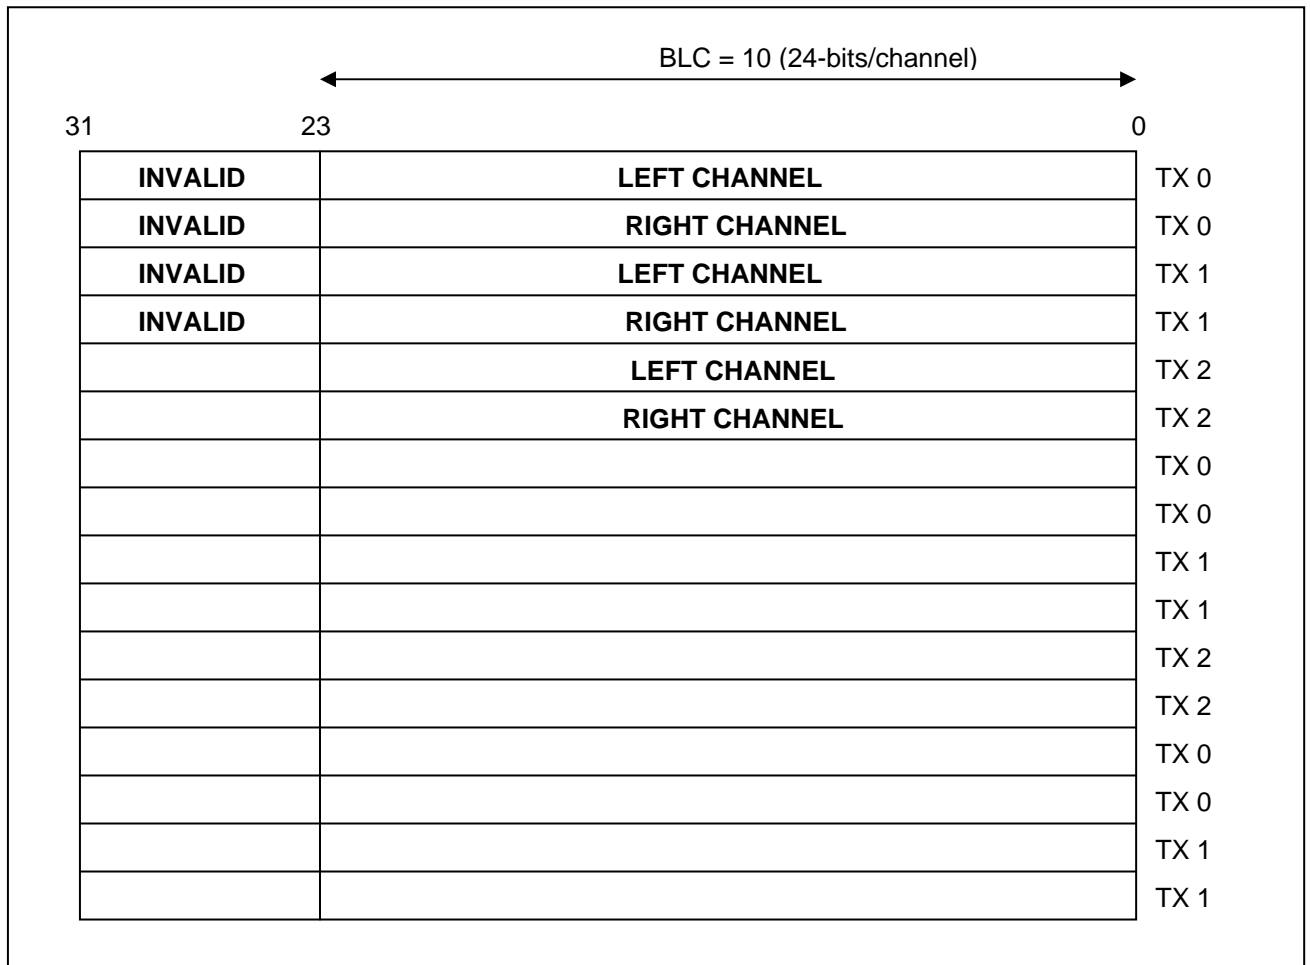 BLC = 10 (24-bits/channel)
31 23 0
INVALID LEFT CHANNEL TX 0
INVALID RIGHT CHANNEL TX 0
INVALID LEFT CHANNEL TX 1
INVALID RIGHT CHANNEL TX 1
LEFT CHANNEL TX 2
RIGHT CHANNEL TX 2
TX 0
TX 0
TX 1
TX 1
TX 2
TX 2
TX 0
TX 0
TX 1
TX 1